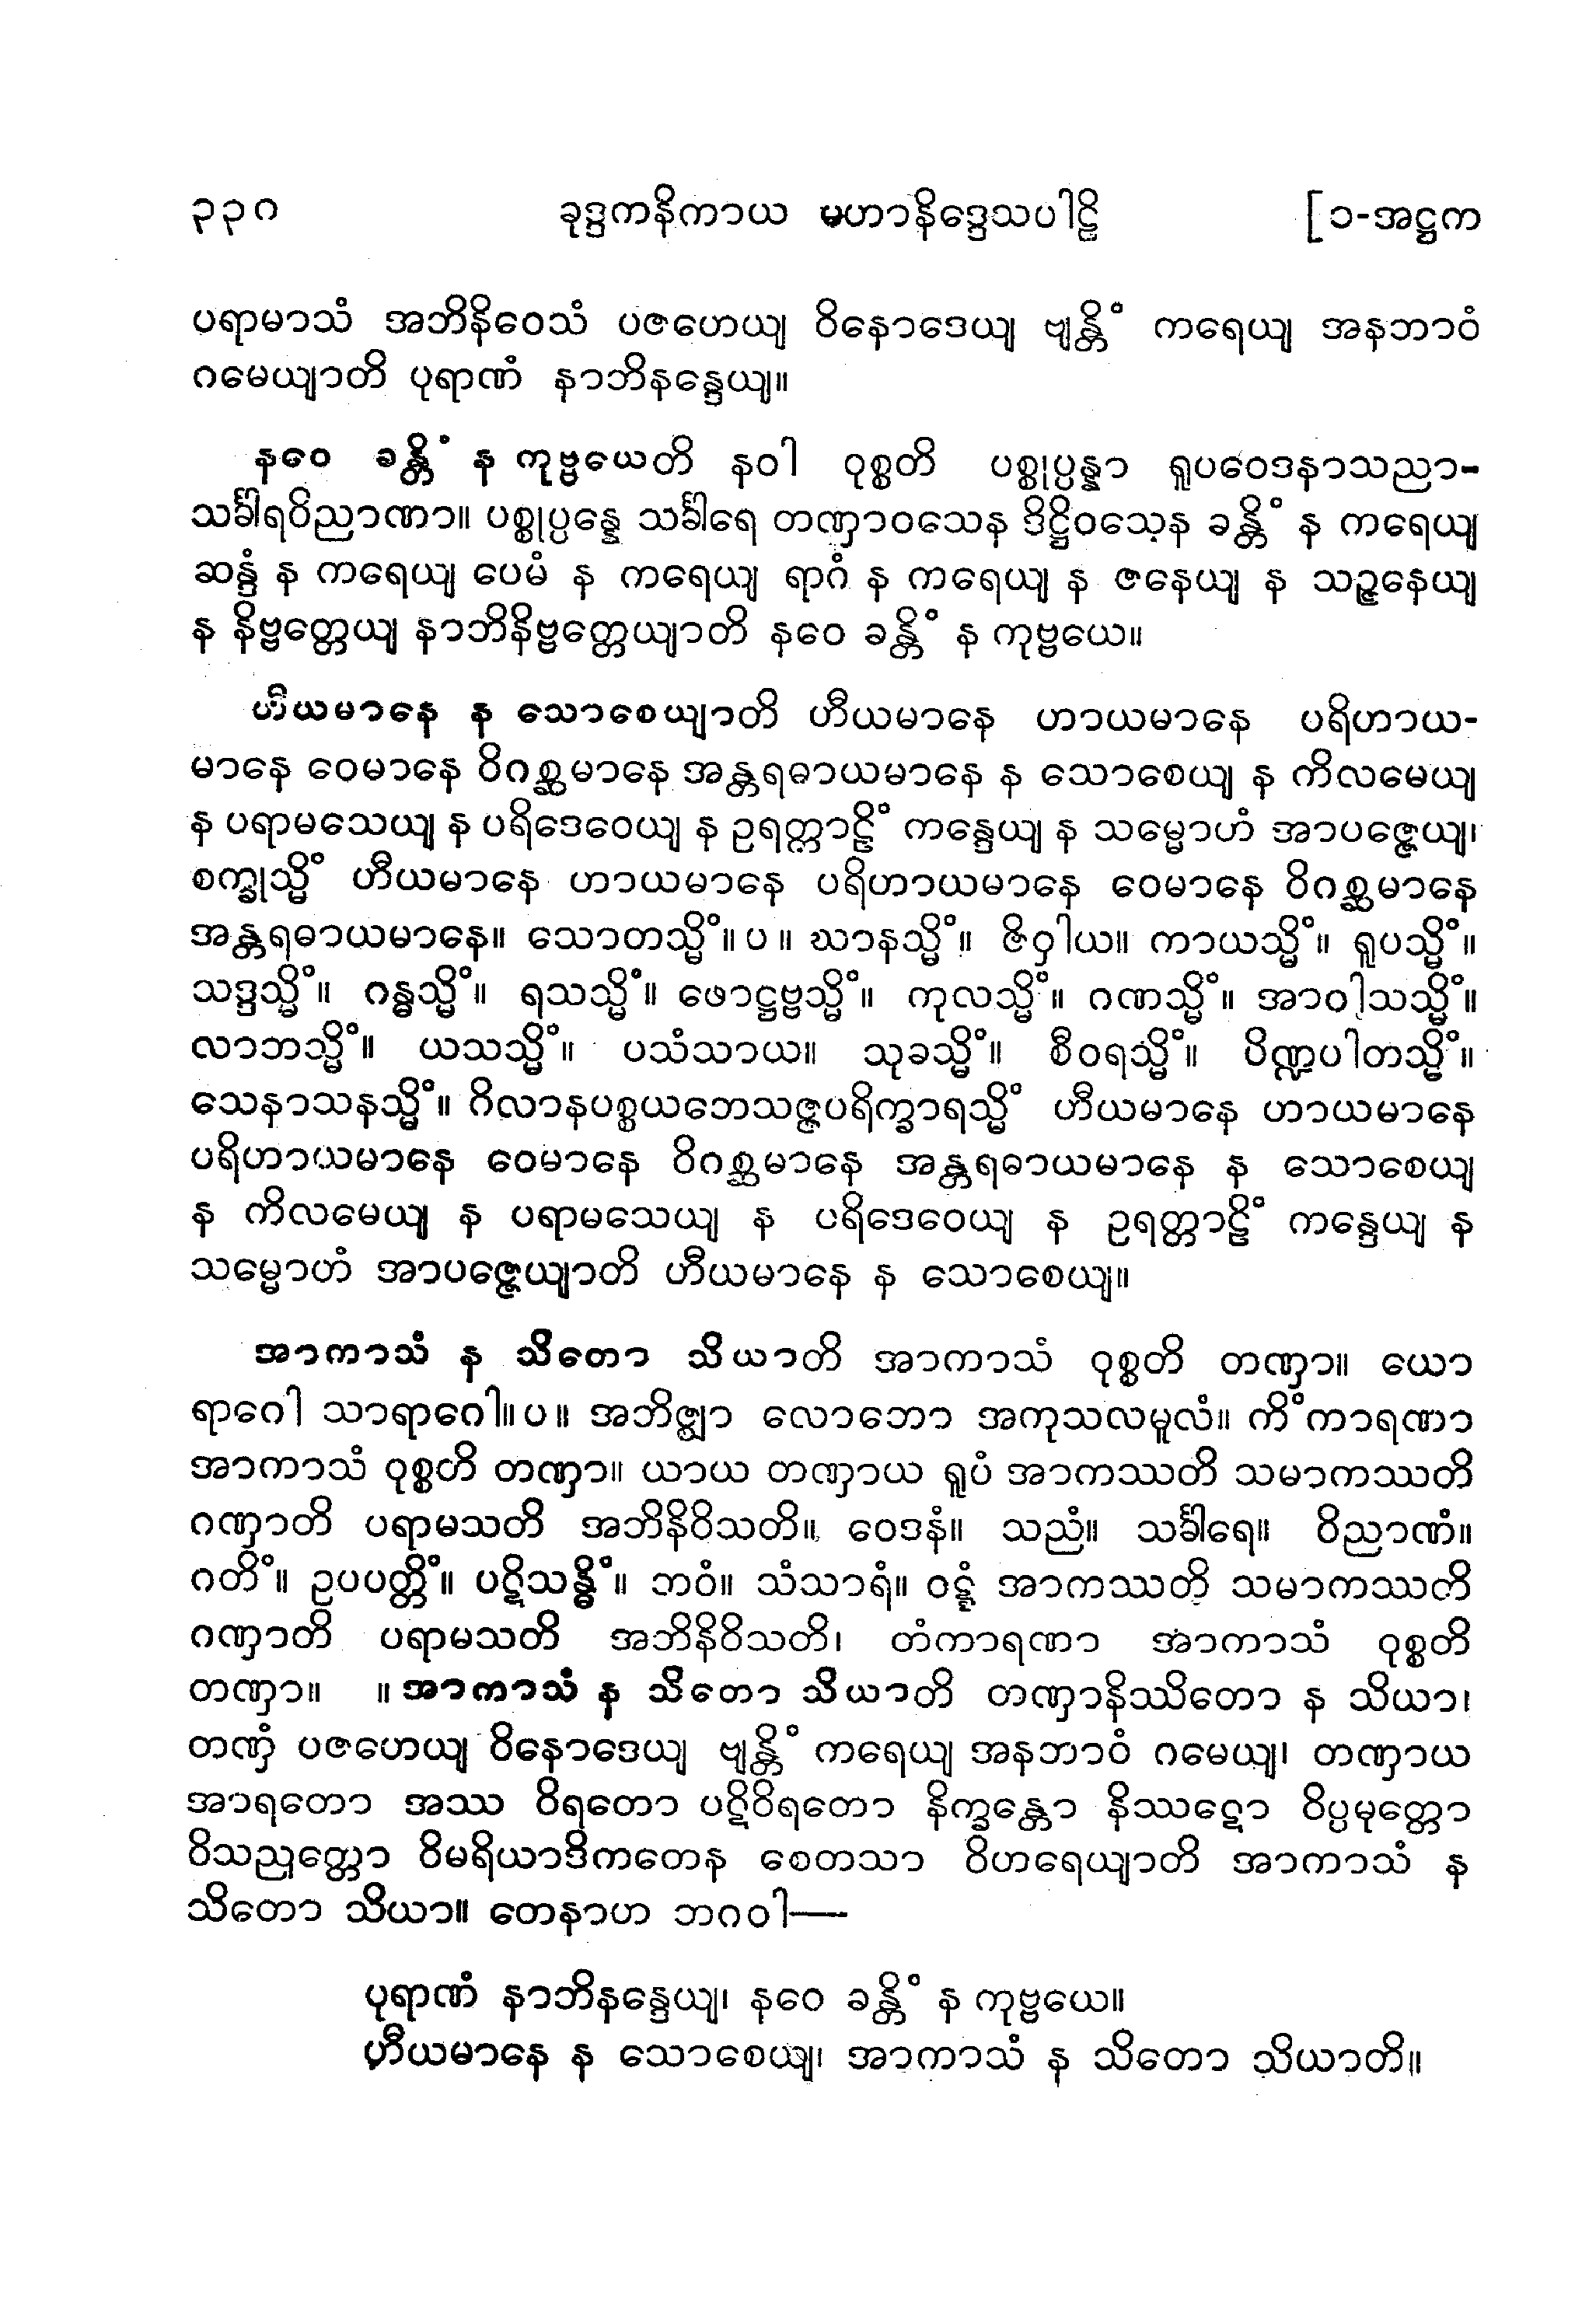 ၃၃၀ ခုဒ္ဒကနိကာယ မဟာနိဒ္ဒေသပါဠိ [၁-အဋ္ဌက
ပရာမာသံ အဘိနိဝေသံ ပဇဟေယျ ဝိနောဒေယျ ဗျန္တိံ ကရေယျ အနဘာဝံ
ဂမေယျာတိ ပုရာဏံ နာဘိနန္ဒေယျ။
နဝေ ခန္တိံ န ကုဗ္ဗယေတိ နဝါ ဝုစ္စတိ ပစ္စုပ္ပန္နာ ရူပဝေဒနာသညာ-
သင်္ခါရဝိညာဏာ။ ပစ္စုပ္ပန္နေ သင်္ခါရေ တဏှာဝသေန ဒိဋ္ဌိဝသေန ခန္တိံ န ကရေယျ
ဆန္ဒံ န ကရေယျ ပေမံ န ကရေယျ ရာဂံ န ကရေယျ န ဇနေယျ န သဉ္ဇနေယျ
န နိဗ္ဗတ္တေယျ နာဘိနိဗ္ဗတ္တေယျာတိ နဝေ ခန္တိံ န ကုဗ္ဗယေ။
ဟီယမာနေ န သောစေယျာတိ ဟီယမာနေ ဟာယမာနေ ပရိဟာယ-
မာနေ ဝေမာနေ ဝိဂစ္ဆမာနေ အန္တရဓာယမာနေ န သောစေယျ န ကိလမေယျ
န ပရာမသေယျ န ပရိဒေဝေယျ န ဥရတ္တာဠိံ ကန္ဒေယျ န သမ္မောဟံ အာပဇ္ဇေယျ၊
စက္ခုသ္မိံ ဟီယမာနေ ဟာယမာနေ ပရိဟာယမာနေ ဝေမာနေ ဝိဂစ္ဆမာနေ
အန္တရဓာယမာနေ။ သောတသ္မိံ။ပ။ ဃာနသ္မိံ။ ဇိဝှါယ။ ကာယသ္မိံ။ ရူပသ္မိံ။
သဒ္ဒသ္မိံ။ ဂန္ဓသ္မိံ။ ရသသ္မိံ။ ဖောဋ္ဌဗ္ဗသ္မိံ။ ကုလသ္မိံ။ ဂဏသ္မိံ။ အာဝါသသ္မိံ။
လာဘသ္မိံ။ ယသသ္မိံ။ ပသံသာယ။ သုခသ္မိံ။ စီဝရသ္မိံ။ ပိဏ္ဍပါတသ္မိံ။
သေနာသနသ္မိံ။ ဂိလာနပစ္စယဘေသဇ္ဇပရိက္ခာရသ္မိံ ဟီယမာနေ ဟာယမာနေ
ပရိဟာယမာနေ ဝေမာနေ ဝိဂစ္ဆမာနေ အန္တရဓာယမာနေ န သောစေယျ
န ကိလမေယျ န ပရာမသေယျ န ပရိဒေဝေယျ န ဥရတ္တာဠိံ ကန္ဒေယျ န
သမ္မောဟံ အာပဇ္ဇေယျာတိ ဟီယမာနေ န သောစေယျ။
အာကာသံ န သိတော သိယာတိ အာကာသံ ဝုစ္စတိ တဏှာ။ ယော
ရာဂေါ သာရာဂေါ။ပ။ အဘိဇ္ဈာ လောဘော အကုသလမူလံ။ ကိံကာရဏာ
အာကာသံ ဝုစ္စတိ တဏှာ။ ယာယ တဏှာယ ရူပံ အာကဿတိ သမာကဿတိ
ဂဏှာတိ ပရာမသတိ အဘိနိဝိသတိ။ ဝေဒနံ။ သညံ။ သင်္ခါရေ။ ဝိညာဏံ။
ဂတိံ။ ဥပပတ္တိံ။ ပဋိသန္ဓိံ။ ဘဝံ။ သံသာရံ။ ဝဋ္ဋံ အာကဿတိ သမာကဿတိ
ဂဏှာတိ ပရာမသတိ အဘိနိဝိသတိ၊ တံကာရဏာ အာကာသံ ဝုစ္စတိ
တဏှာ။ ။အာကာသံ န သိတော သိယာတိ တဏှာနိဿိတော န သိယာ၊
တဏှံ ပဇဟေယျ ဝိနောဒေယျ ဗျန္တိံ ကရေယျ အနဘာဝံ ဂမေယျ၊ တဏှာယ
အာရတော အဿ ဝိရတော ပဋိဝိရတော နိက္ခန္တော နိဿဋော ဝိပ္ပမုတ္တော
ဝိသညုတ္တော ဝိမရိယာဒိကတေန စေတသာ ဝိဟရေယျာတိ အာကာသံ န
သိတော သိယာ။ တေနာဟ ဘဂဝါ—
ပုရာဏံ နာဘိနန္ဒေယျ၊ နဝေ ခန္တိံ န ကုဗ္ဗယေ။
ဟီယမာနေ န သောစေယျ၊ အာကာသံ န သိတော သိယာတိ။